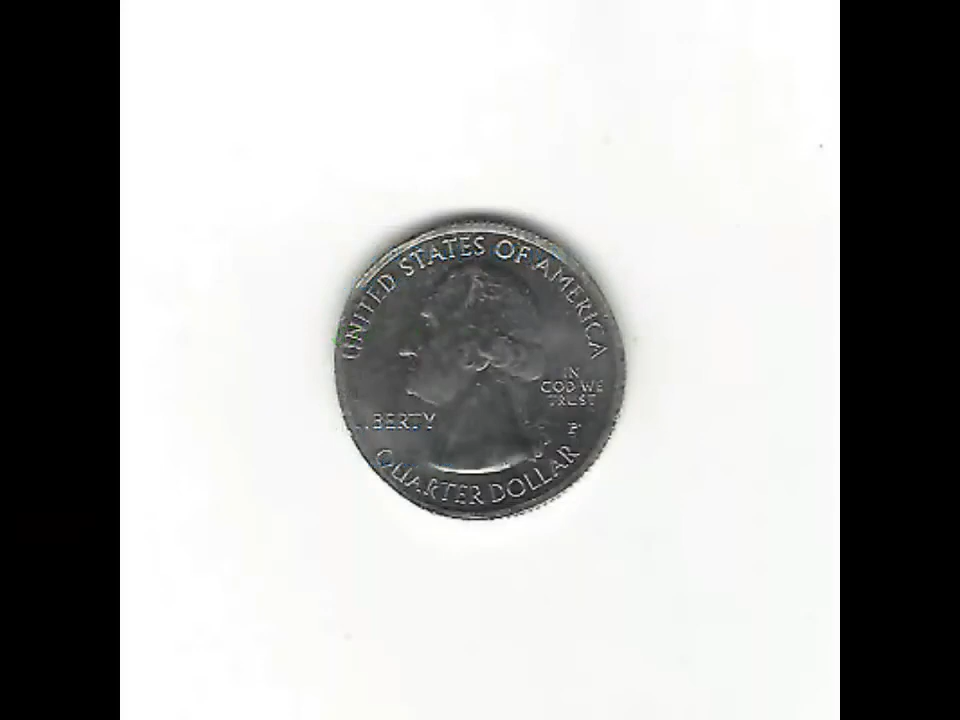 UNITED STATES OF AMERICA
IN
GOD WE
TRUST
LIBERTY
P
QUARTER DOLLAR